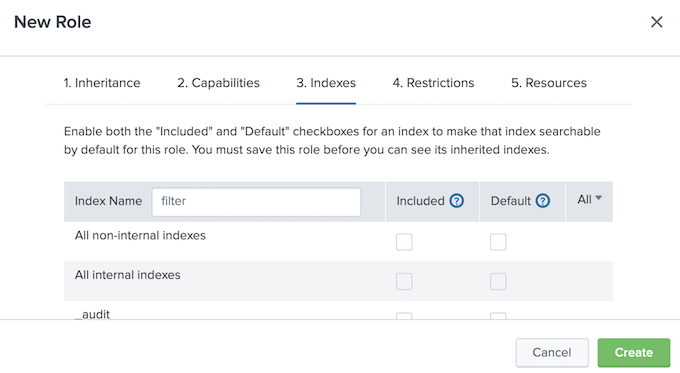 New Role
1. Inheritance 2. Capabilities 3. Indexes 4. Restrictions 5. Resources
Enable both the "Included" and "Default" checkboxes for an index to make that index searchable
by default for this role. You must save this role before you can see its inherited indexes.
Index Name filter Included ? Default ? All
All non-internal indexes
All internal indexes
_audit
Cancel Create